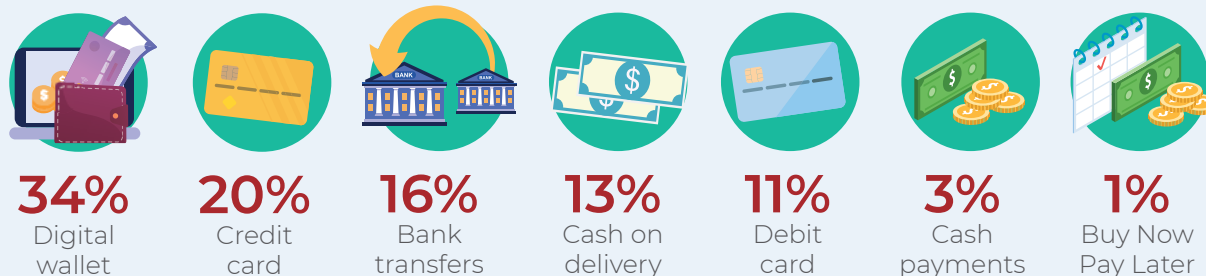 BANK
BANK
34%
Digital
wallet
20%
Credit
card
16%
Bank
transfers
13%
Cash on
delivery
11%
Debit
card
3%
Cash
payments
1%
Buy Now
Pay Later